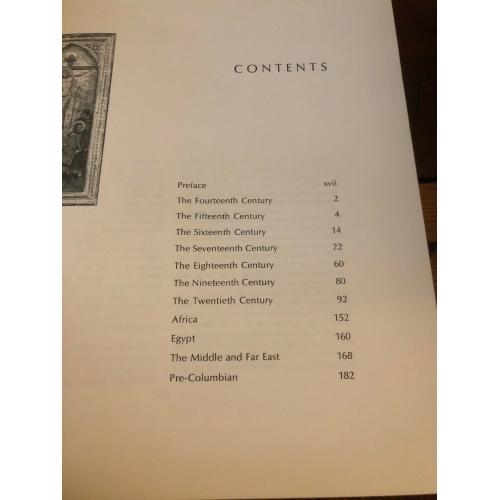 CONTENTS
Preface xvii
The Fourteenth Century 2
The Fifteenth Century 4
The Sixteenth Century 14
The Seventeenth Century 22
The Eighteenth Century 60
The Nineteenth Century 80
The Twentieth Century 92
Africa 152
Egypt 160
The Middle and Far East 168
Pre-Columbian 182